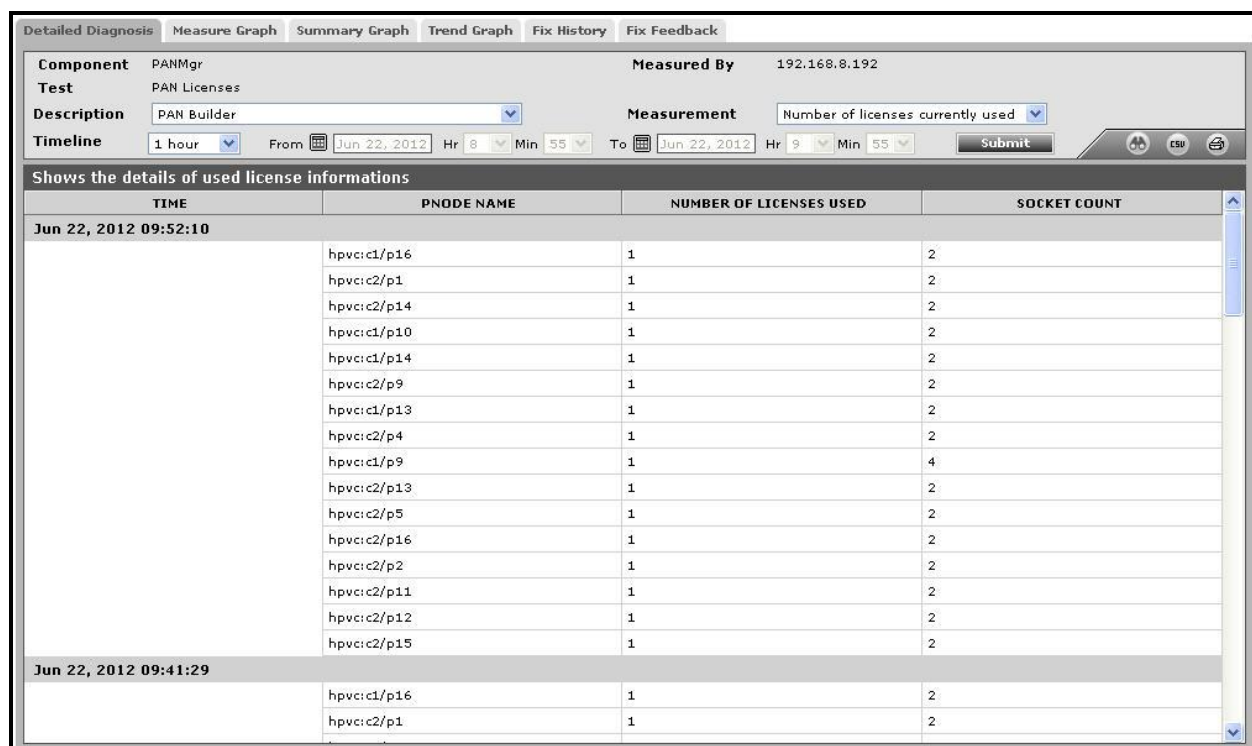 Detailed Diagnosis Measure Graph Summary Graph Trend Graph Fix History Fix Feedback
Component PANMgr Measured By 192.168.8.192
Test PAN Licenses
Description PAN Builder Measurement Number of licenses currently used
Timeline 1 hour From Jun 22, 2012 Hr 8 Min 55 To Jun 22, 2012 Hr 9 Min 55 Submit CSV
Shows the details of used license informations
TIME PNODE NAME NUMBER OF LICENSES USED SOCKET COUNT
Jun 22, 2012 09:52:10
hpvc:c1/p16 1 2
hpvc:c2/p1 1 2
hpvc:c2/p14 1 2
hpvc:c1/p10 1 2
hpvc:c1/p14 1 2
hpvc:c2/p9 1 2
hpvc:c1/p13 1 2
hpvc:c2/p4 1 2
hpvc:c1/p9 1 4
hpvc:c2/p13 1 2
hpvc:c2/p5 1 2
hpvc:c2/p16 1 2
hpvc:c2/p2 1 2
hpvc:c2/p11 1 2
hpvc:c2/p12 1 2
hpvc:c2/p15 1 2
Jun 22, 2012 09:41:29
hpvc:c1/p16 1 2
hpvc:c2/p1 1 2